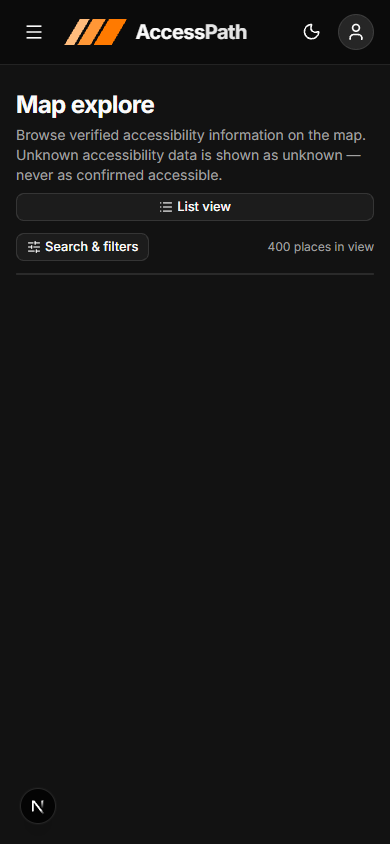 AccessPath
Map explore
Browse verified accessibility information on the map.
Unknown accessibility data is shown as unknown —
never as confirmed accessible.
List view
Search & filters
400 places in view
N